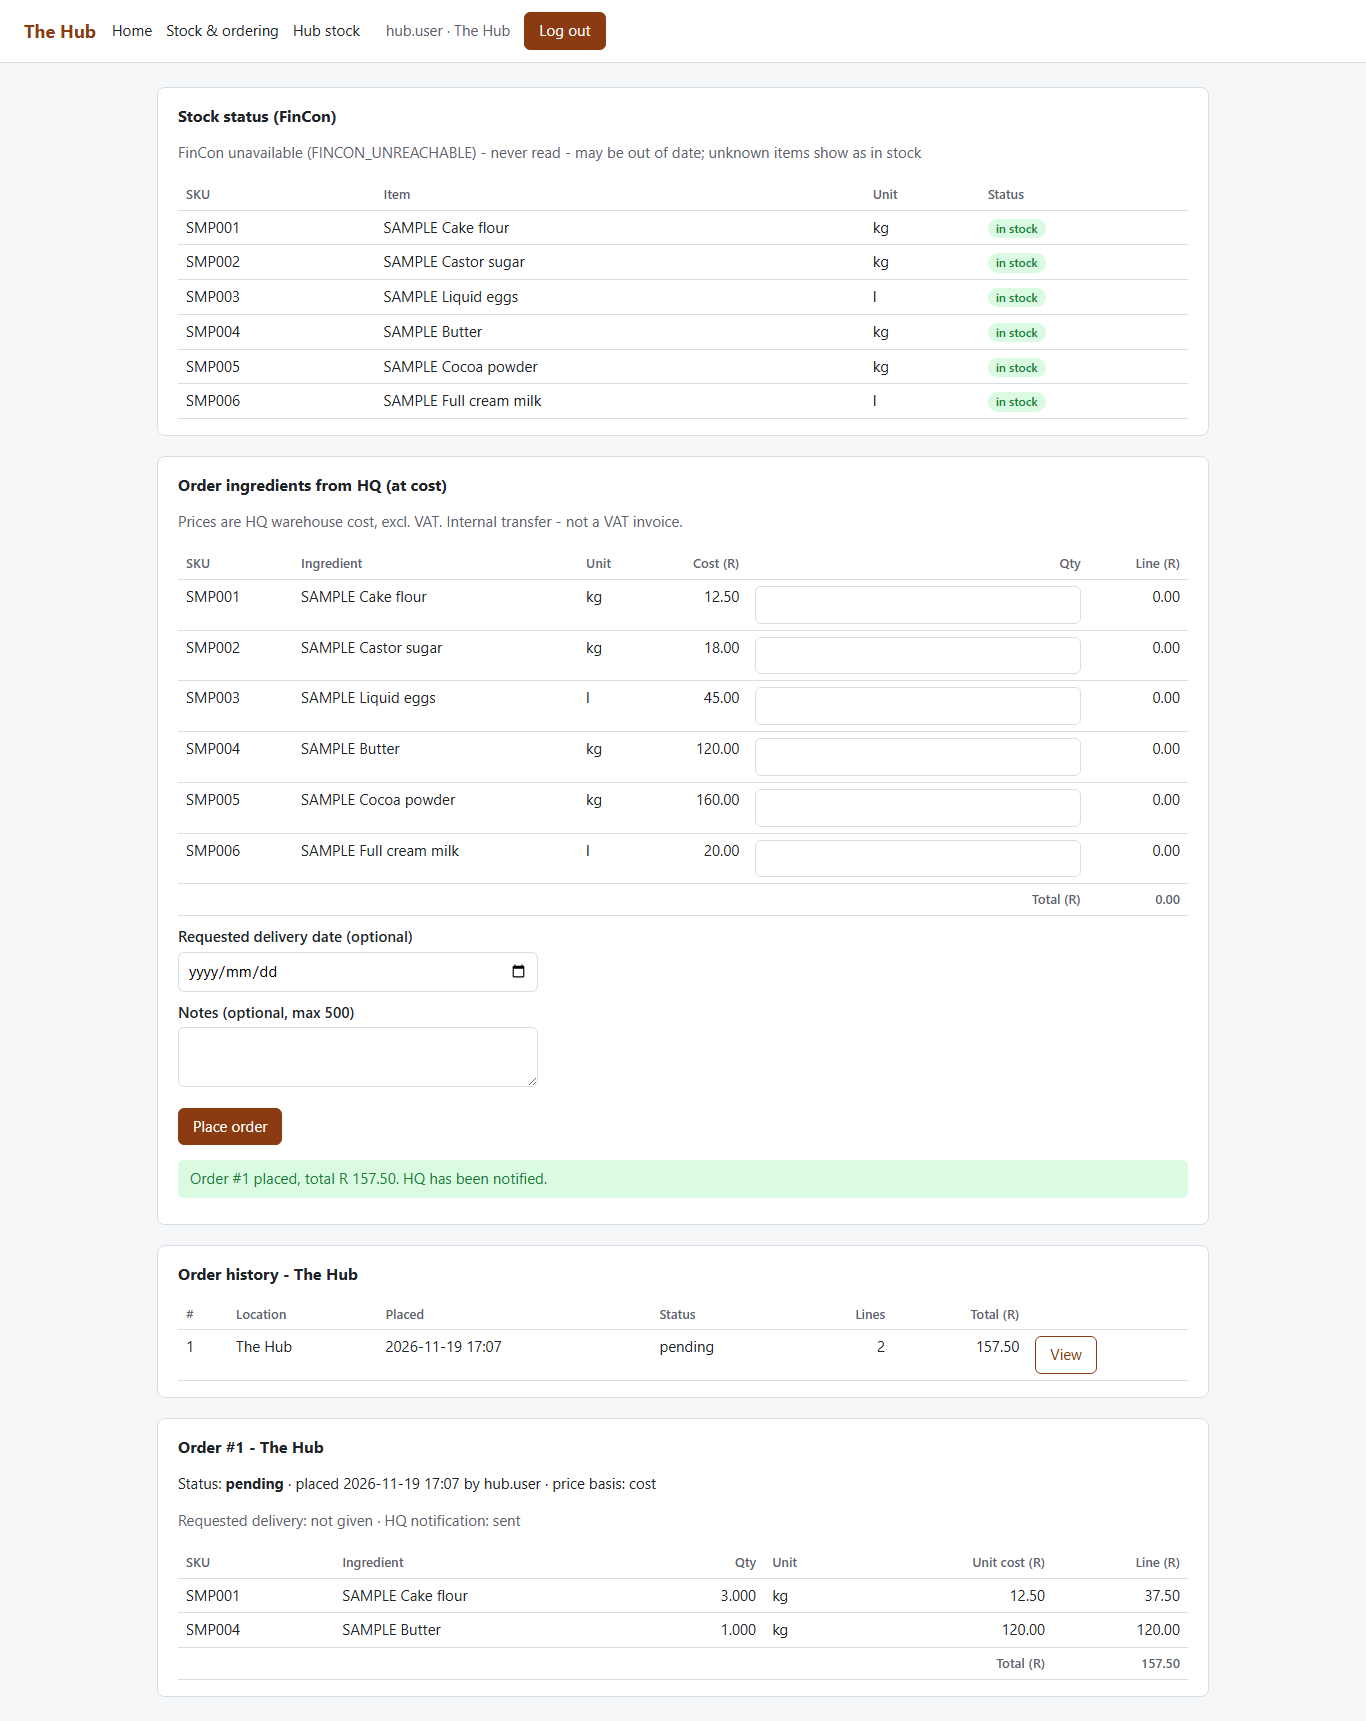 The Hub Home Stock & ordering Hub stock hub.user · The Hub Log out
Stock status (FinCon)
FinCon unavailable (FINCON_UNREACHABLE) - never read - may be out of date; unknown items show as in stock
SKU Item Unit Status
SMP001 SAMPLE Cake flour kg in stock
SMP002 SAMPLE Castor sugar kg in stock
SMP003 SAMPLE Liquid eggs l in stock
SMP004 SAMPLE Butter kg in stock
SMP005 SAMPLE Cocoa powder kg in stock
SMP006 SAMPLE Full cream milk l in stock
Order ingredients from HQ (at cost)
Prices are HQ warehouse cost, excl. VAT. Internal transfer - not a VAT invoice.
SKU Ingredient Unit Cost (R) Qty Line (R)
SMP001 SAMPLE Cake flour kg 12.50 0.00
SMP002 SAMPLE Castor sugar kg 18.00 0.00
SMP003 SAMPLE Liquid eggs l 45.00 0.00
SMP004 SAMPLE Butter kg 120.00 0.00
SMP005 SAMPLE Cocoa powder kg 160.00 0.00
SMP006 SAMPLE Full cream milk l 20.00 0.00
Total (R) 0.00
Requested delivery date (optional)
yyyy/mm/dd
Notes (optional, max 500)
Place order
Order #1 placed, total R 157.50. HQ has been notified.
Order history - The Hub
# Location Placed Status Lines Total (R)
1 The Hub 2026-11-19 17:07 pending 2 157.50 View
Order #1 - The Hub
Status: pending · placed 2026-11-19 17:07 by hub.user · price basis: cost
Requested delivery: not given · HQ notification: sent
SKU Ingredient Qty Unit Unit cost (R) Line (R)
SMP001 SAMPLE Cake flour 3.000 kg 12.50 37.50
SMP004 SAMPLE Butter 1.000 kg 120.00 120.00
Total (R) 157.50